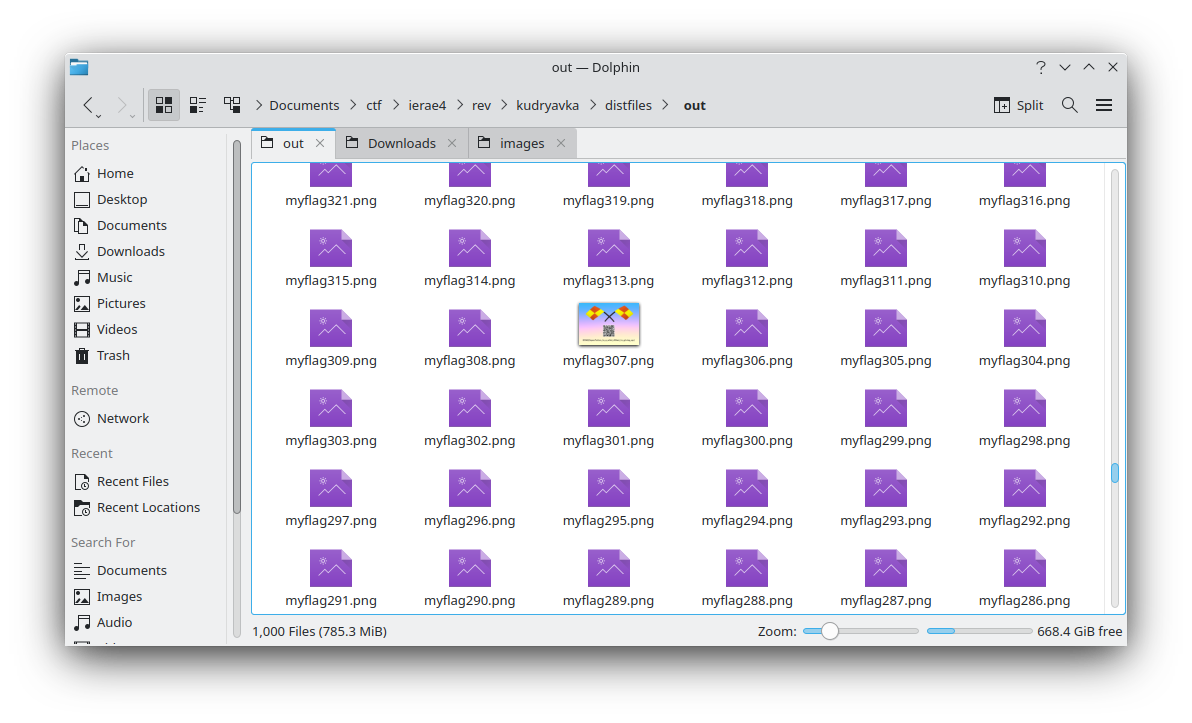 out — Dolphin
Documents ctf ierae4 rev kudryavka distfiles out
Split
Places
Home
Desktop
Documents
Downloads
Music
Pictures
Videos
Trash
Remote
Network
Recent
Recent Files
Recent Locations
Search For
Documents
Images
Audio
out Downloads images
myflag321.png myflag320.png myflag319.png myflag318.png myflag317.png myflag316.png
myflag315.png myflag314.png myflag313.png myflag312.png myflag311.png myflag310.png
myflag309.png myflag308.png myflag307.png myflag306.png myflag305.png myflag304.png
myflag303.png myflag302.png myflag301.png myflag300.png myflag299.png myflag298.png
myflag297.png myflag296.png myflag295.png myflag294.png myflag293.png myflag292.png
myflag291.png myflag290.png myflag289.png myflag288.png myflag287.png myflag286.png
1,000 Files (785.3 MiB)
Zoom:
668.4 GiB free